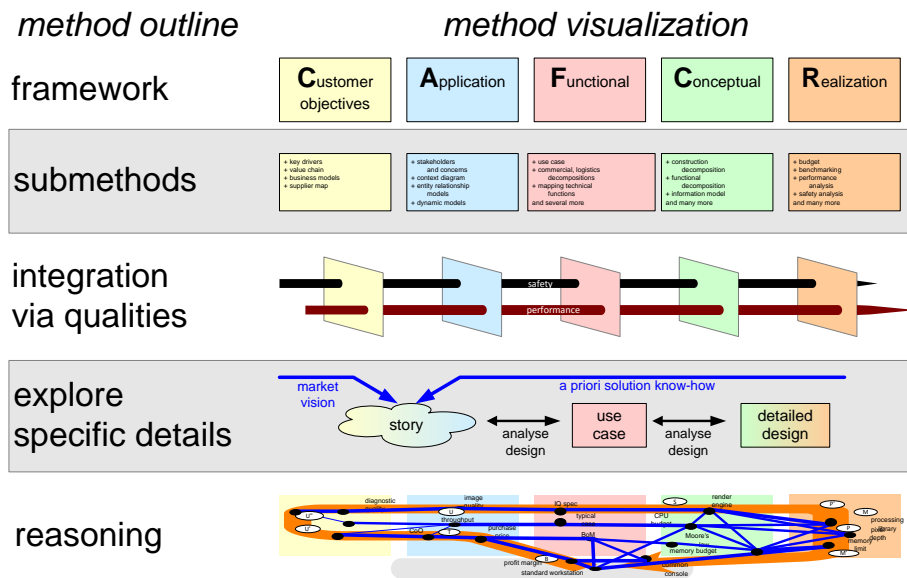 method outline
method visualization
framework
Customer
objectives
Application
Functional
Conceptual
Realization
submethods
+ key drivers
+ value chain
+ business models
+ supplier map
+ stakeholders
and concerns
+ context diagram
+ entity relationship
models
+ dynamic models
+ use case
+ commercial, logistics
decompositions
+ mapping technical
functions
and several more
+ construction
decomposition
+ functional
decomposition
+ information model
and many more
+ budget
+ benchmarking
+ performance
analysis
+ safety analysis
and many more
integration
via qualities
safety
performance
explore
specific details
market
vision
a priori solution know-how
story
analyse
design
use
case
analyse
design
detailed
design
reasoning
diagnostic
image
quality
IQ spec
S
render
engine
P'
M
U"
U
throughput
typical
CPU
processing
library
U'
CoQ
T
purchase
price
BoM
Moore's
P
depth
memory budget
memory
limit
profit margin
B
M'
standard workstation
common
console